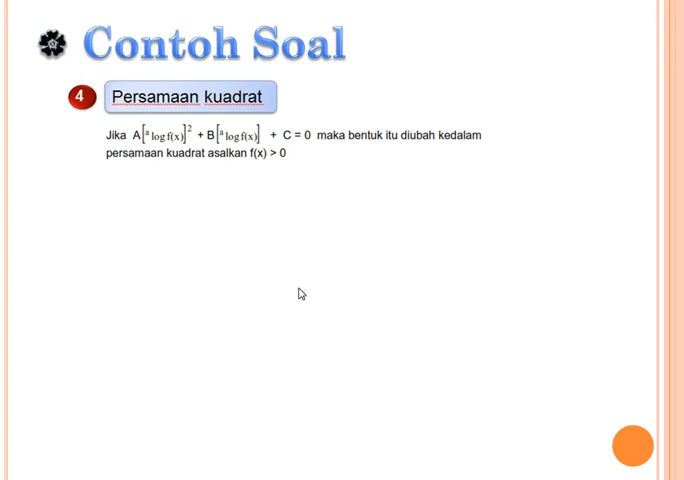 Contoh Soal
4 Persamaan kuadrat
Jika A[ᵃlog f(x)]² + B[ᵃlog f(x)] + C = 0 maka bentuk itu diubah kedalam
persamaan kuadrat asalkan f(x) > 0